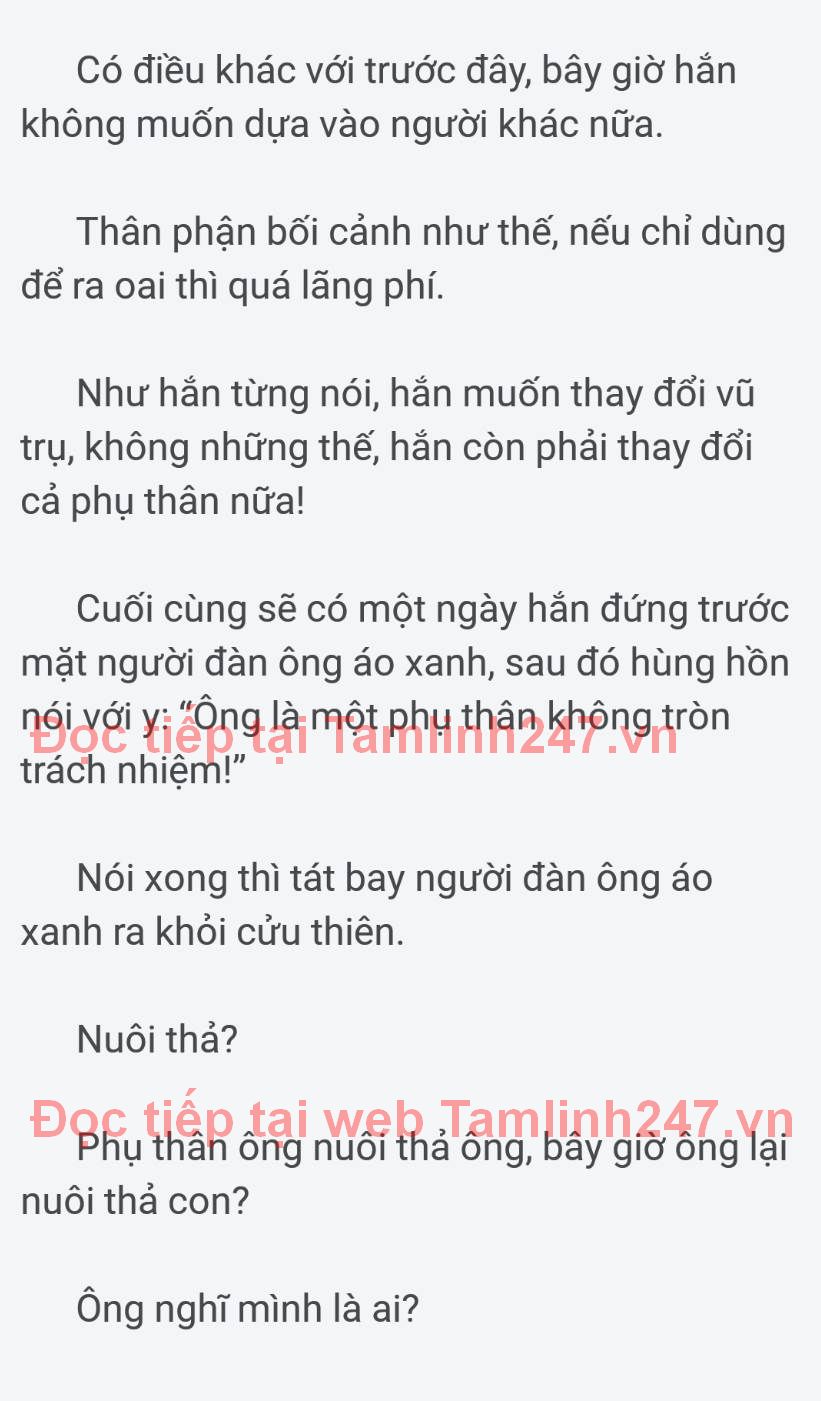 Có điều khác với trước đây, bây giờ hắn
không muốn dựa vào người khác nữa.
Thân phận bối cảnh như thế, nếu chỉ dùng
để ra oai thì quá lãng phí.
Như hắn từng nói, hắn muốn thay đổi vũ
trụ, không những thế, hắn còn phải thay đổi
cả phụ thân nữa!
Cuối cùng sẽ có một ngày hắn đứng trước
mặt người đàn ông áo xanh, sau đó hùng hồn
nói với y: “Ông là một phụ thân không tròn
Đọc tiếp tại Tamlinh247.vn
trách nhiệm!”
Nói xong thì tát bay người đàn ông áo
xanh ra khỏi cửu thiên.
Nuôi thả?
Đọc tiếp tại web Tamlinh247.vn
Phụ thân ông nuôi thả ông, bây giờ ông lại
nuôi thả con?
Ông nghĩ mình là ai?